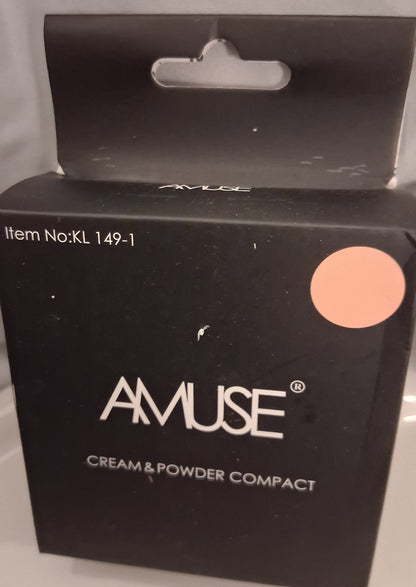 AMUSE
Item No:KL 149-1
AMUSE®
CREAM & POWDER COMPACT